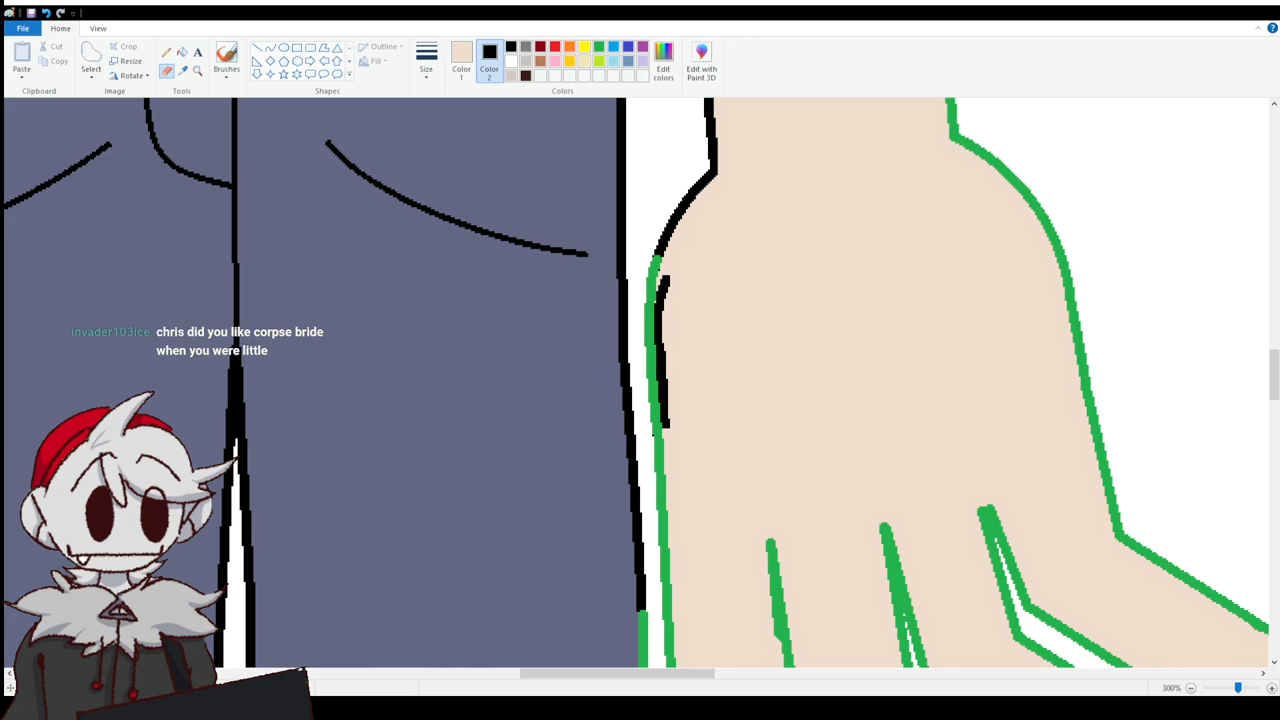 File
Home
View
Paste
Cut
Copy
Clipboard
Select
Crop
Resize
Rotate
Image
A
Tools
Brushes
Outline
Fill
Shapes
Size
Color 1
Color 2
Edit colors
Colors
Edit with Paint 3D
invader103ice chris did you like corpse bride
when you were little
300%